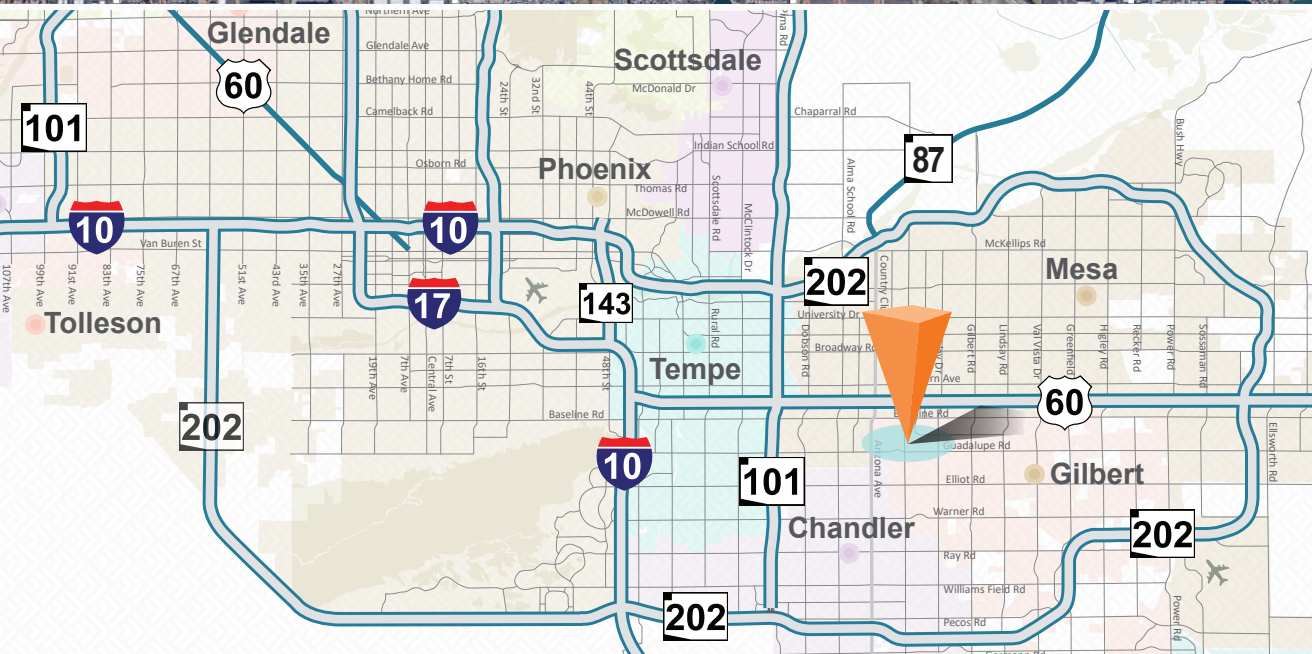 Northern Ave
Glendale
Glendale Ave
60
Bethany Home Rd
Camelback Rd
101
24th St
32nd St
44th St
Scottsdale
McDonald Dr
Chaparral Rd
Indian School Rd
87
Bush Hwy
Osborn Rd
Phoenix
Thomas Rd
McDowell Rd
Scottsdale Rd
McClintock Dr
Alma School Rd
10
10
Van Buren St
McKellips Rd
Mesa
107th Ave
99th Ave
91st Ave
83rd Ave
75th Ave
67th Ave
51st Ave
43rd Ave
35th Ave
27th Ave
17
143
202
Tolleson
University Dr
Rural Rd
Dobson Rd
Broadway Rd
Gilbert Rd
Lindsay Rd
Val Vista Dr
Greenfield
Higley Rd
Recker Rd
Power Rd
Sossaman Rd
19th Ave
7th Ave
Central Ave
7th St
16th St
48th St
Tempe
202
Baseline Rd
60
10
Guadalupe Rd
Arizona Ave
Ellsworth Rd
101
Elliot Rd
Gilbert
Warner Rd
Chandler
202
Ray Rd
Williams Field Rd
202
Pecos Rd
Power Rd